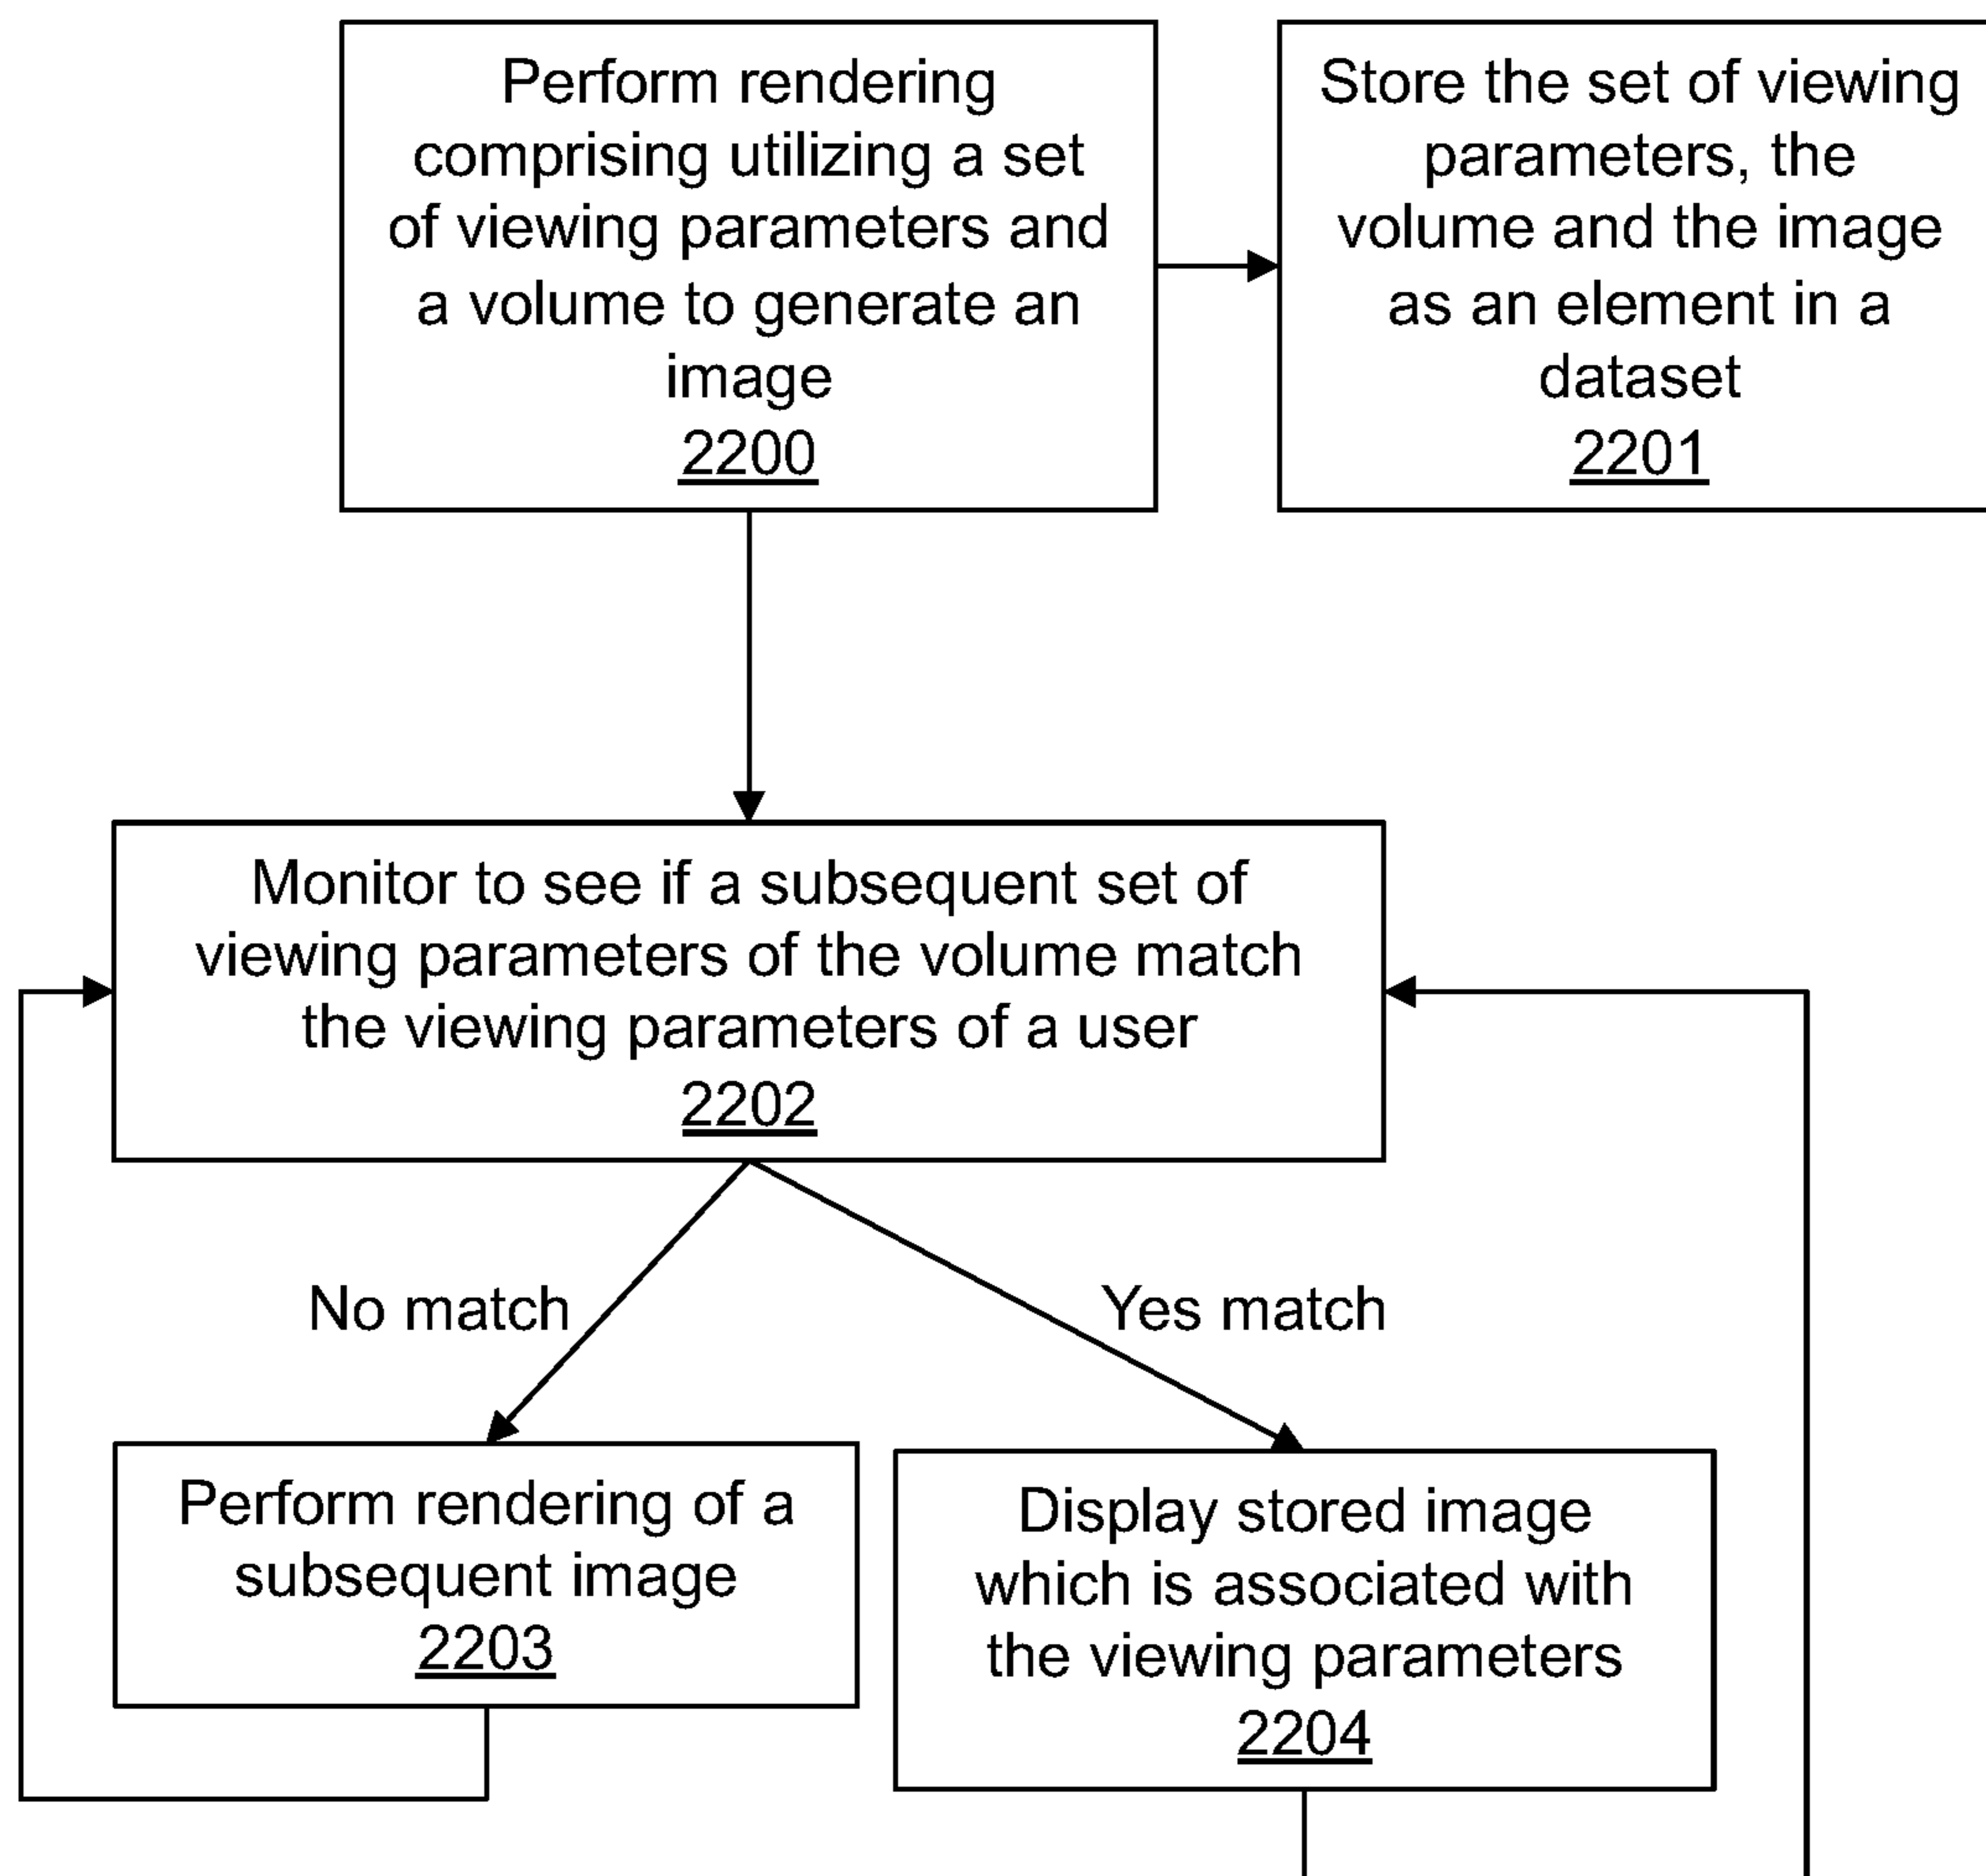 Perform rendering
comprising utilizing a set
of viewing parameters and
a volume to generate an
image
2200
Store the set of viewing
parameters, the
volume and the image
as an element in a
dataset
2201
Monitor to see if a subsequent set of
viewing parameters of the volume match
the viewing parameters of a user
2202
No match
Yes match
Perform rendering of a
subsequent image
2203
Display stored image
which is associated with
the viewing parameters
2204